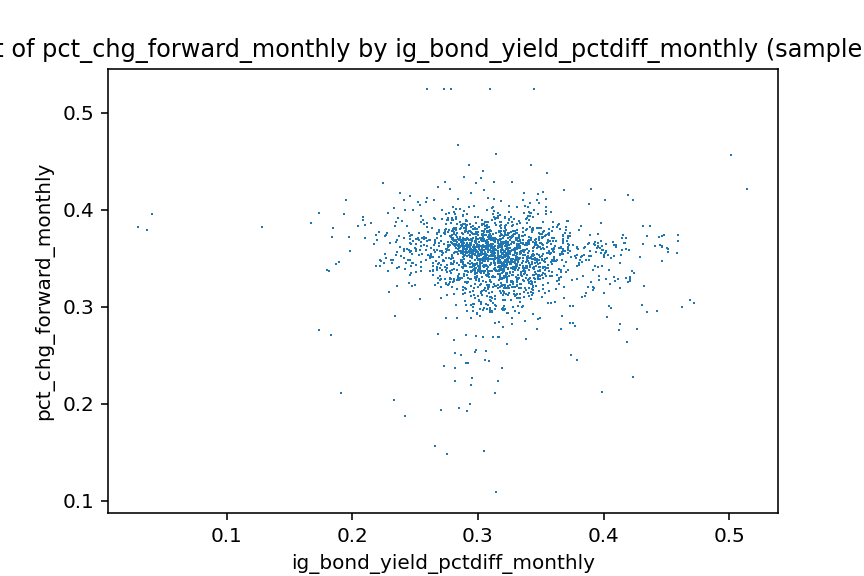 t of pct_chg_forward_monthly by ig_bond_yield_pctdiff_monthly (sample
0.5
0.4
0.3
0.2
0.1
pct_chg_forward_monthly
0.1 0.2 0.3 0.4 0.5
ig_bond_yield_pctdiff_monthly